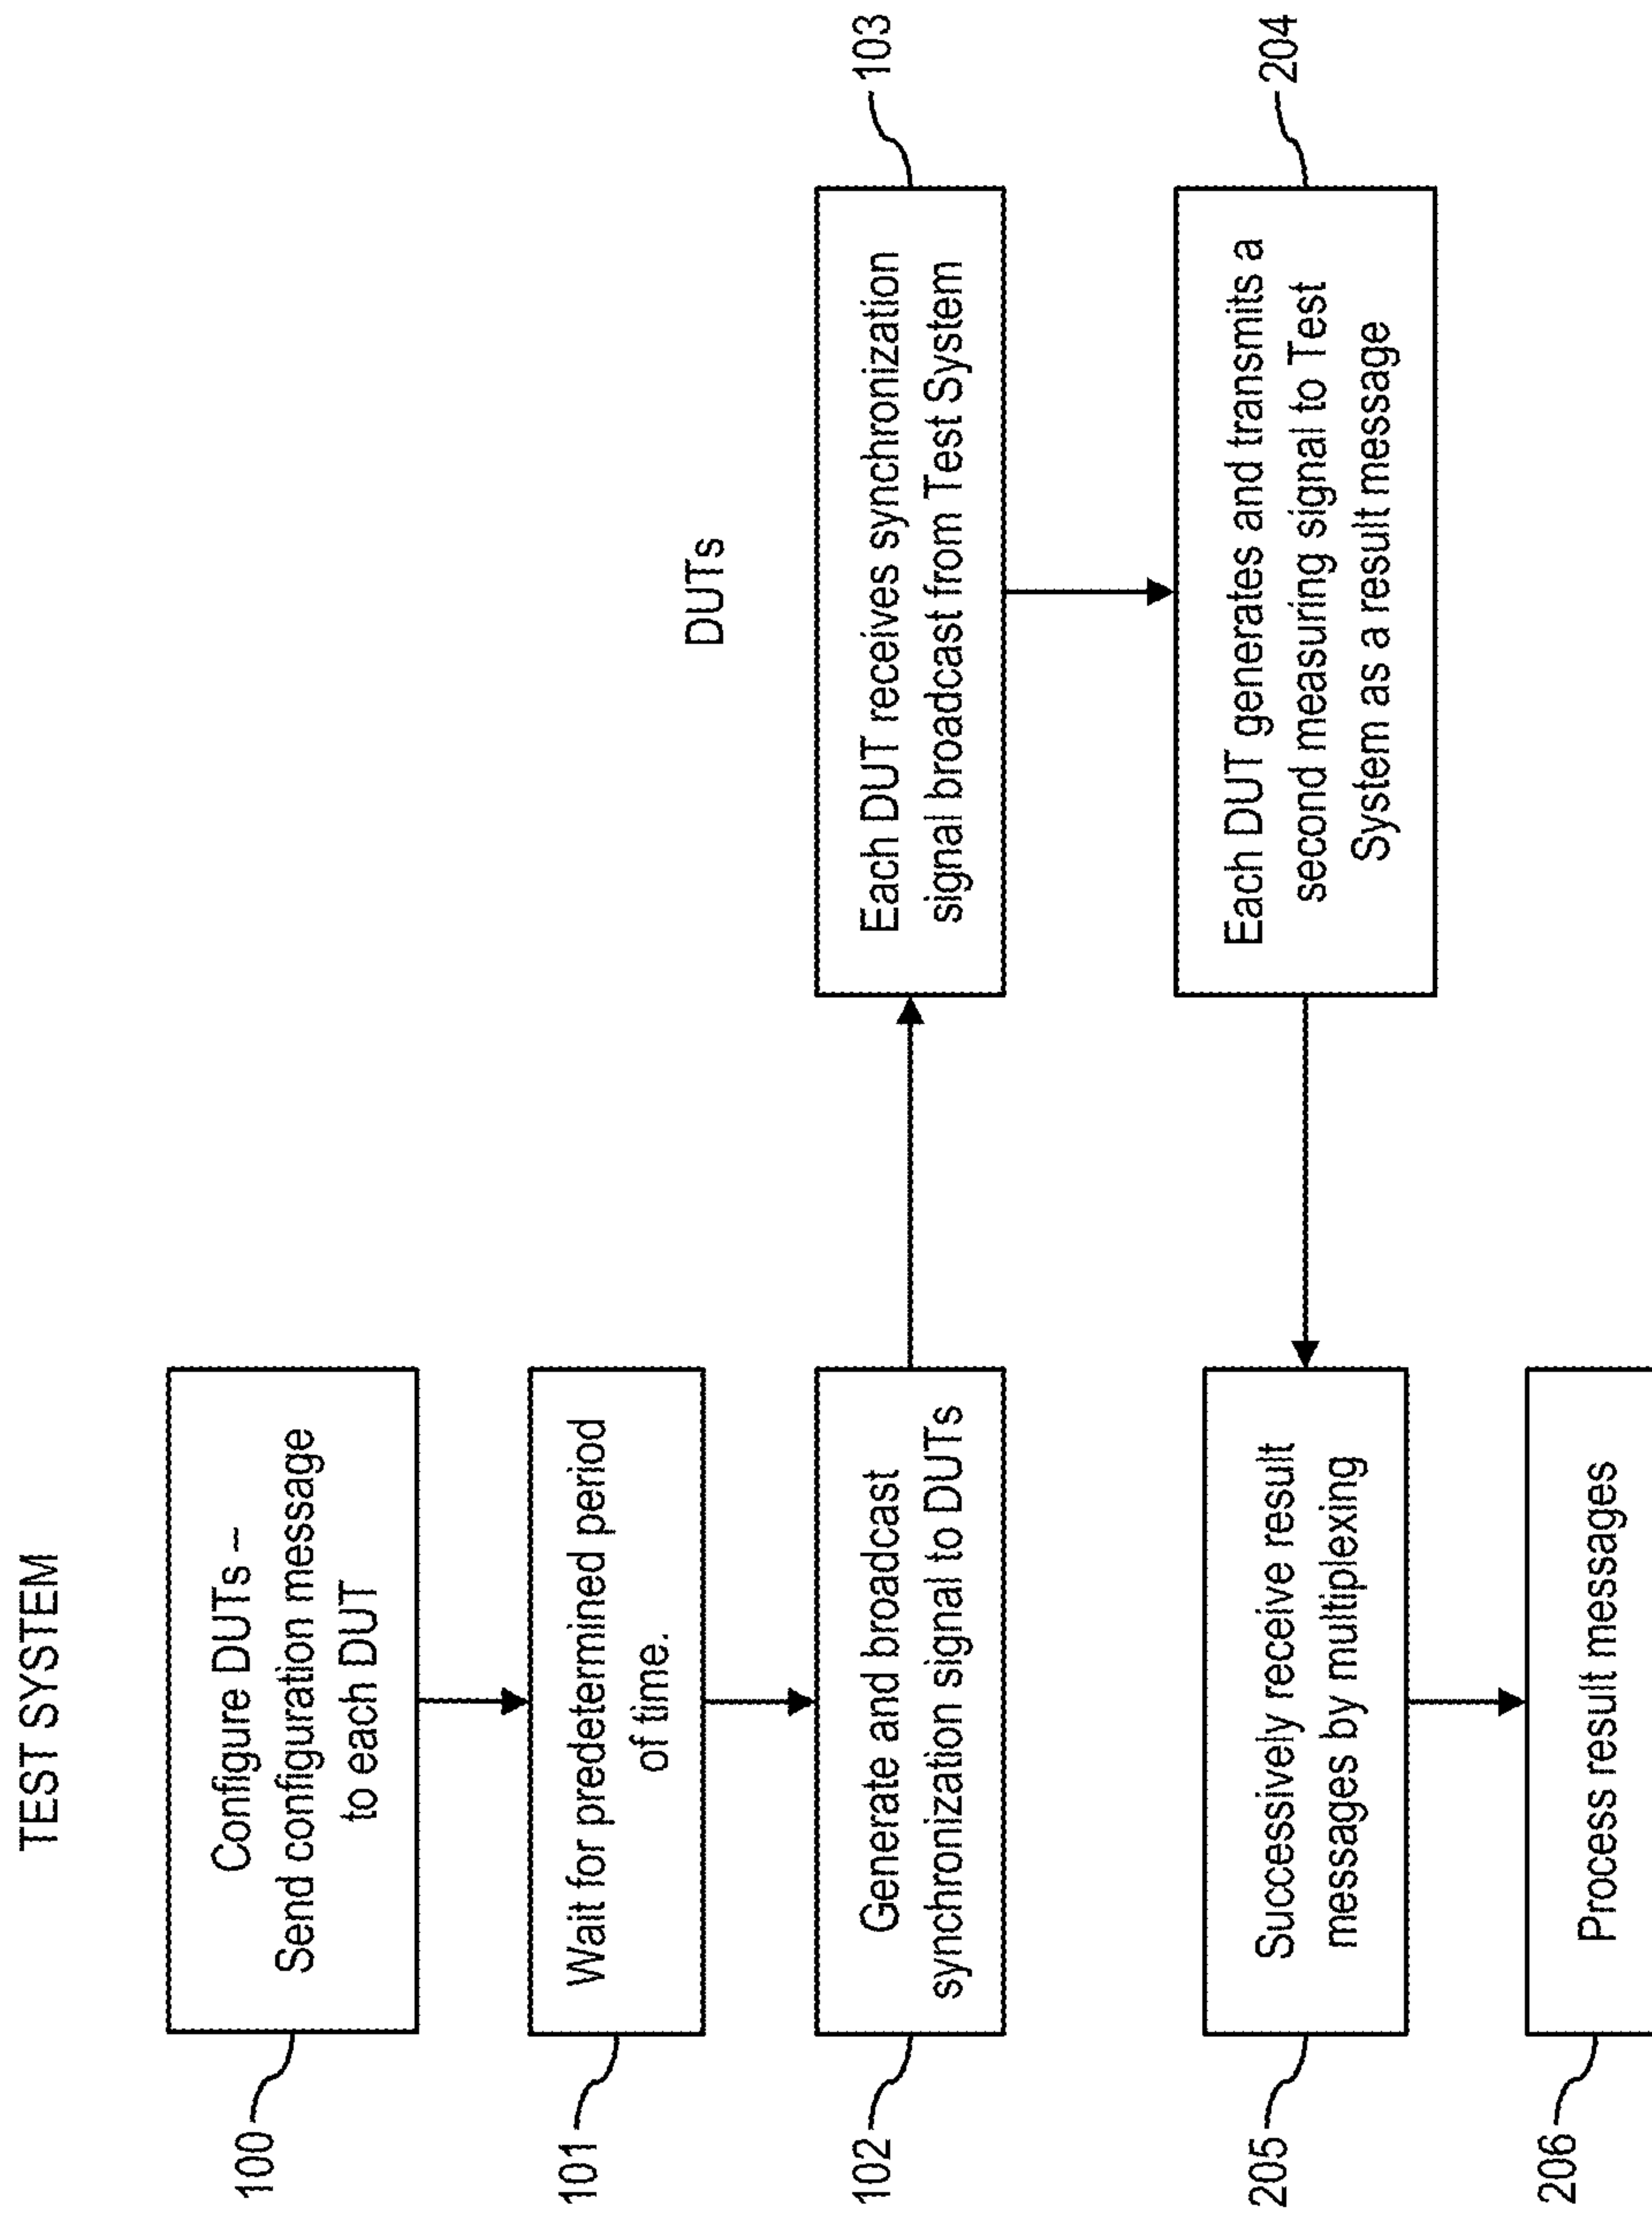 TEST SYSTEM
100
Configure DUTs –
Send configuration message
to each DUT
101
Wait for predetermined period
of time.
102
Generate and broadcast
synchronization signal to DUTs
DUTs
103
Each DUT receives synchronization
signal broadcast from Test System
204
Each DUT generates and transmits a
second measuring signal to Test
System as a result message
205
Successively receive result
messages by multiplexing
206
Process result messages